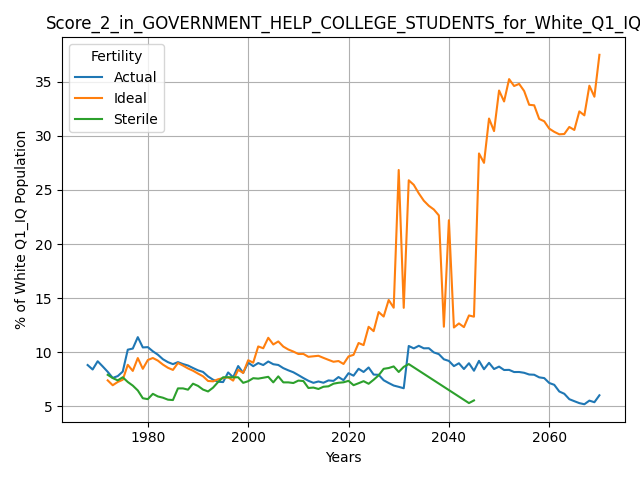 Score_2_in_GOVERNMENT_HELP_COLLEGE_STUDENTS_for_White_Q1_IQ
Fertility
Actual
Ideal
Sterile
% of White Q1_IQ Population
35
30
25
20
15
10
5
1980 2000 2020 2040 2060
Years